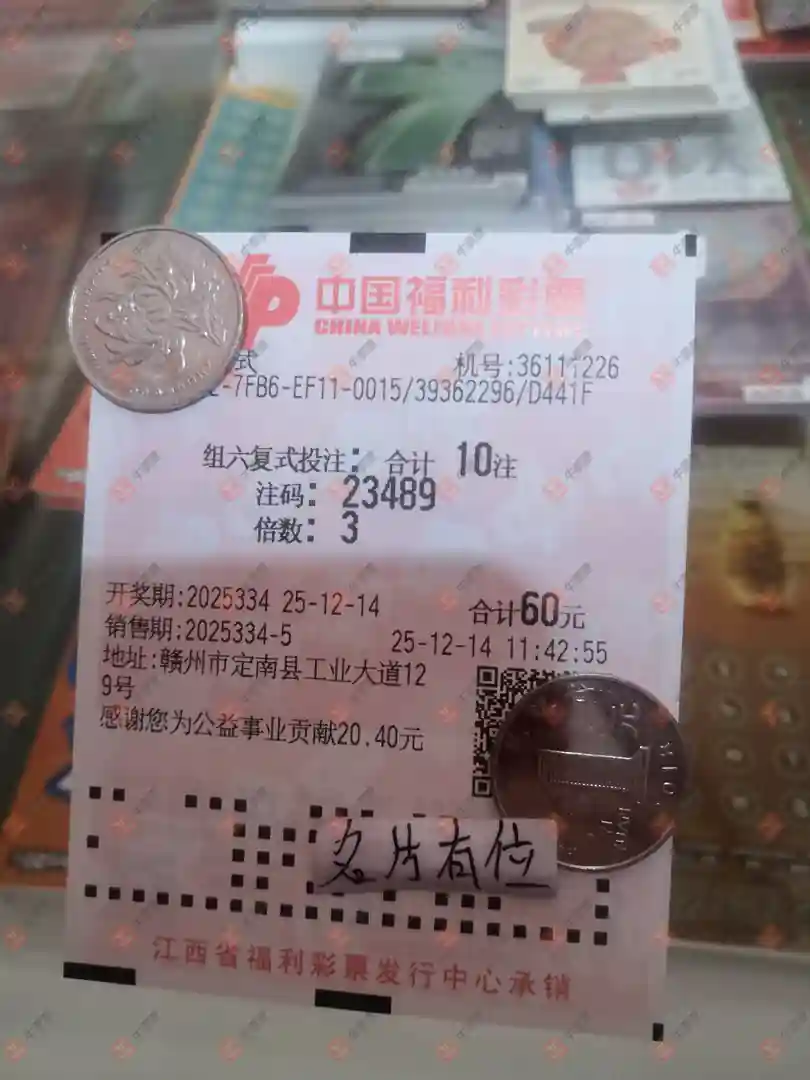 中国福利彩票
CHINA WELFARE LOTTERY
式 机号:36111226
-7FB6-EF11-0015/39362296/D441F
组六复式投注: 合计 10注
注码: 23489
倍数: 3
开奖期:2025334 25-12-14 合计60元
销售期:2025334-5 25-12-14 11:42:55
地址:赣州市定南县工业大道12
9号
感谢您为公益事业贡献20.40元
元
名片有位
江西省福利彩票发行中心承销